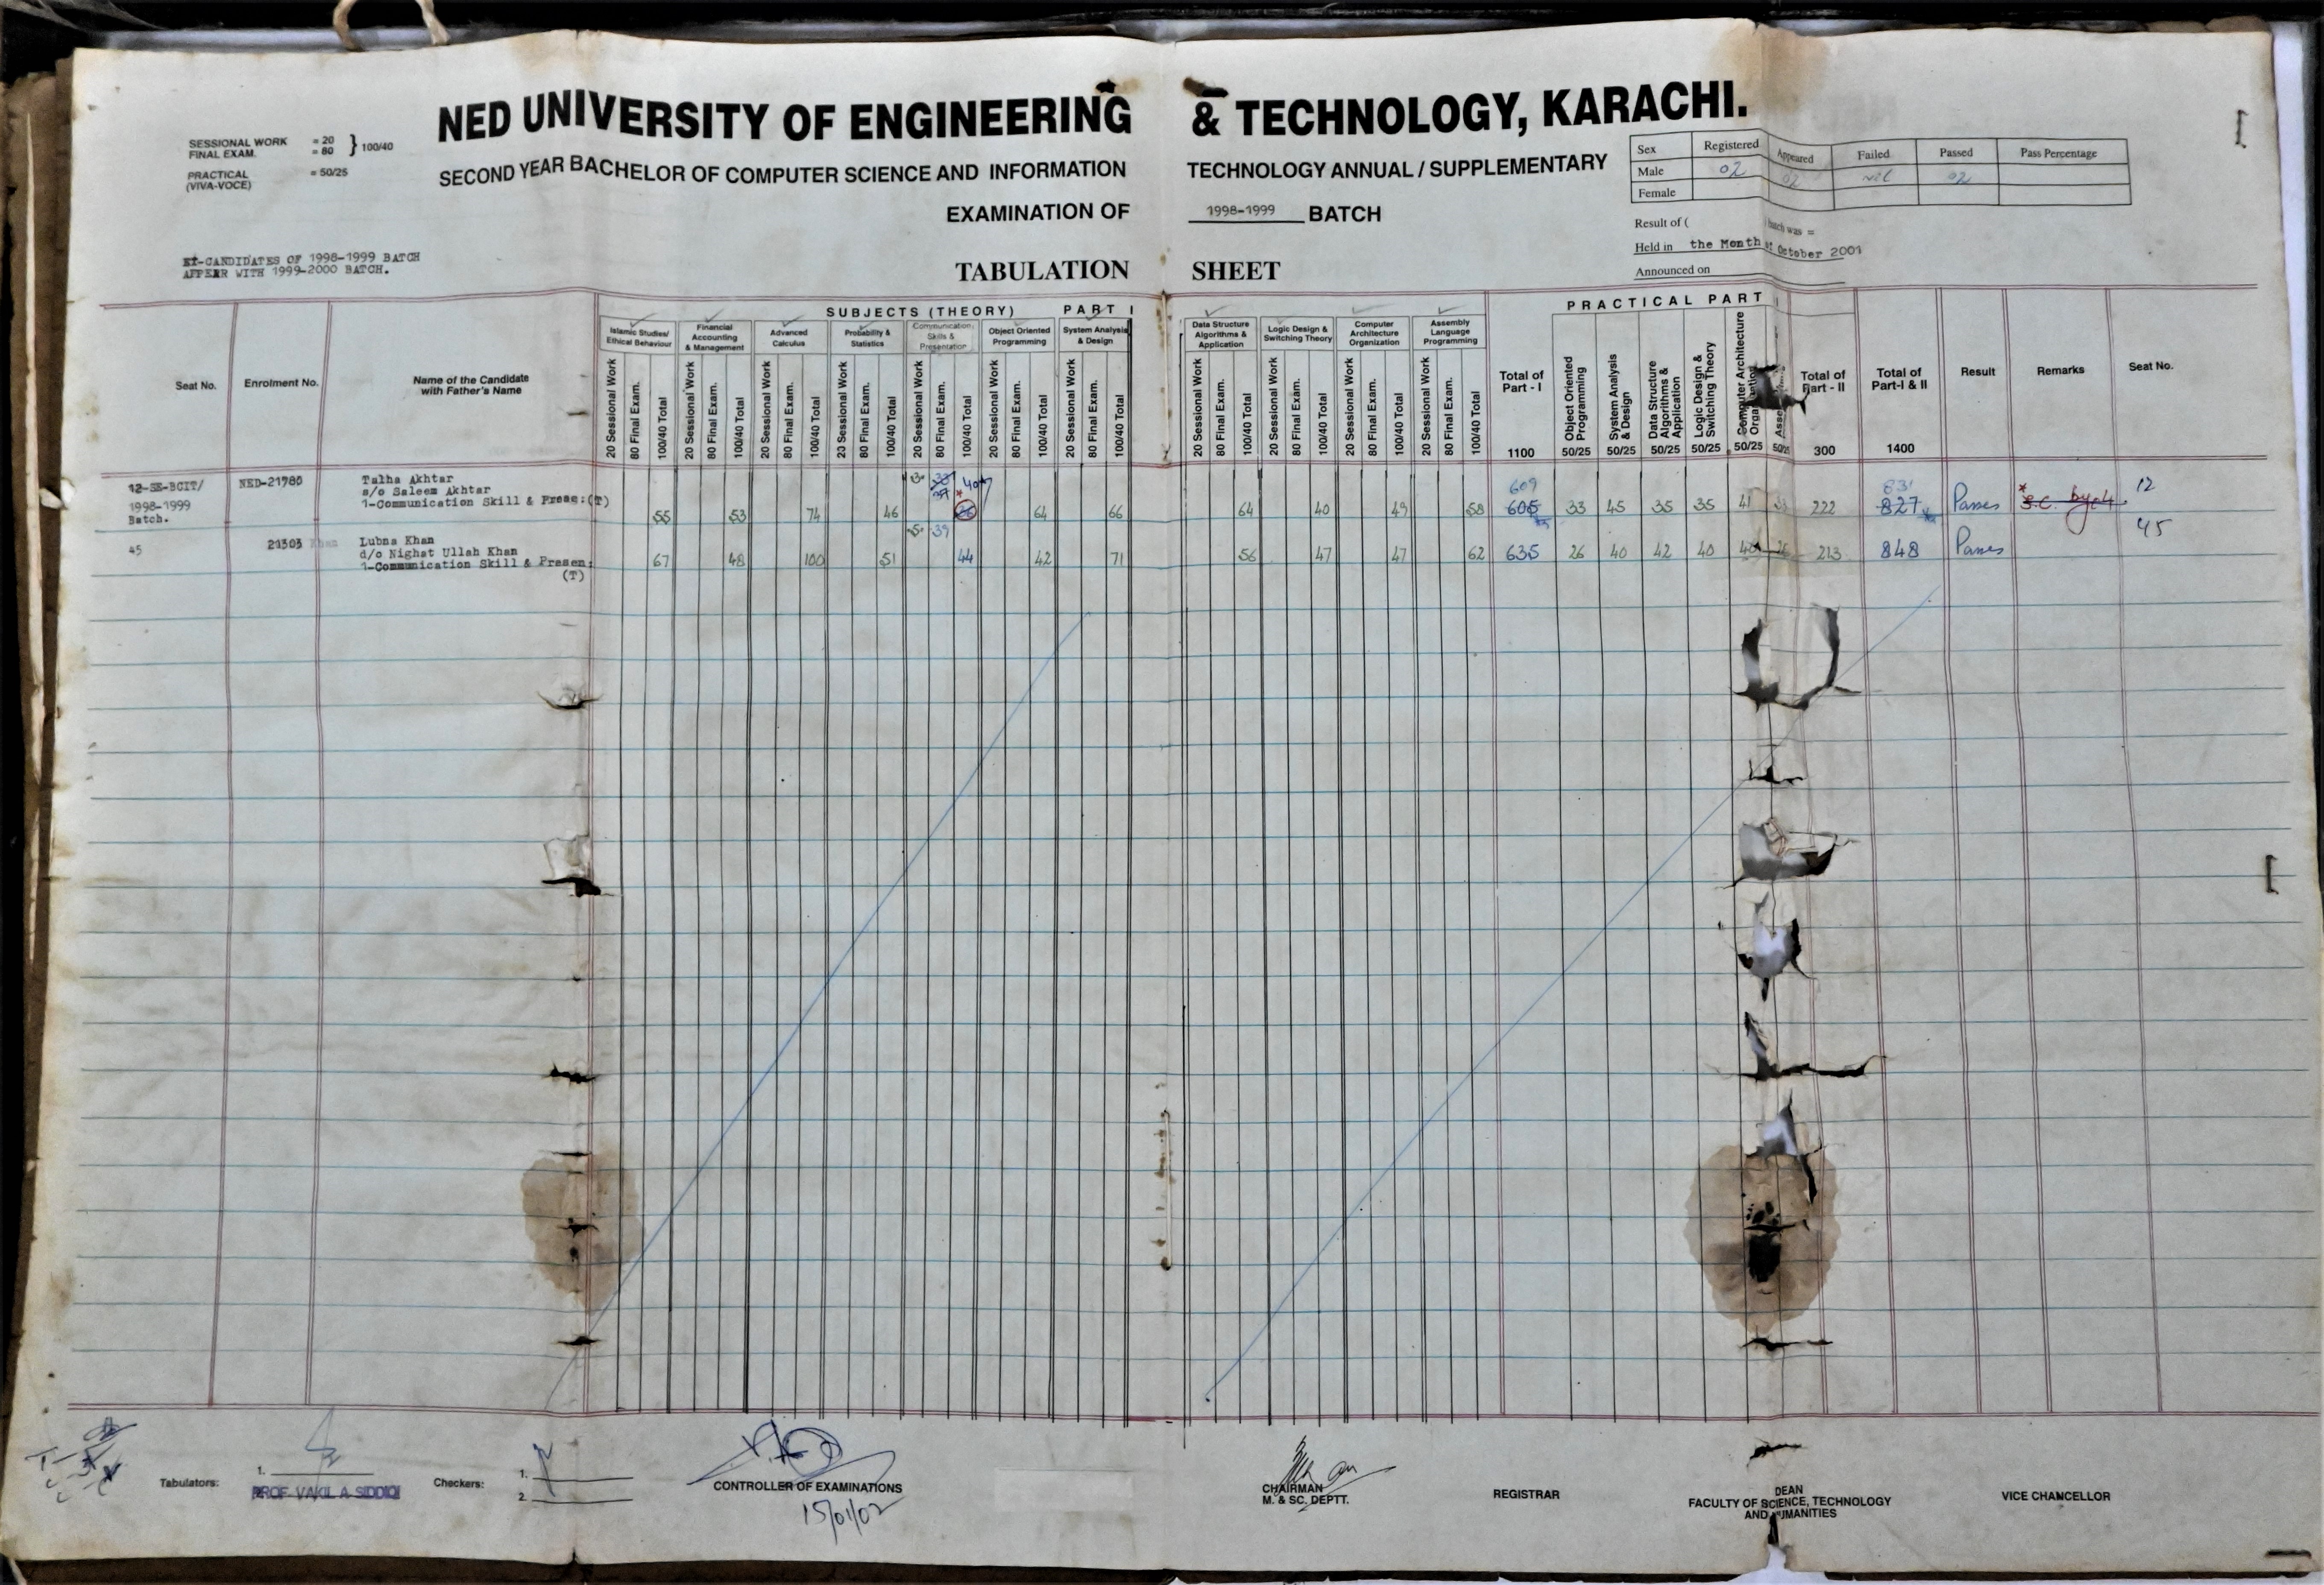 NED UNIVERSITY OF ENGINEERING & TECHNOLOGY, KARACHI.
SECOND YEAR BACHELOR OF COMPUTER SCIENCE AND INFORMATION TECHNOLOGY ANNUAL / SUPPLEMENTARY
EXAMINATION OF 1998-1999 BATCH
TABULATION SHEET
SESSIONAL WORK = 20
FINAL EXAM. = 80 } 100/40
PRACTICAL = 50/25
(VIVA-VOCE)
CANDIDATES OF 1998-1999 BATCH
APPEAR WITH 1999-2000 BATCH.
Sex Registered Appeared Failed Passed Pass Percentage
Male 02 02 Nil 02
Female
Result of (
batch was =
Held in the Month of October 2001
Announced on
SUBJECTS (THEORY) PART I
PRACTICAL PART
Seat No.
Enrolment No.
Name of the Candidate
with Father's Name
Islamic Studies/
Ethical Behaviour
Financial
Accounting
& Management
Advanced
Calculus
Probability &
Statistics
Communication
Skills &
Presentation
Object Oriented
Programming
System Analysis
& Design
Data Structure
Algorithms &
Application
Logic Design &
Switching Theory
Computer
Architecture
Organization
Assembly
Language
Programming
20 Sessional Work 80 Final Exam. 100/40 Total
20 Sessional Work 80 Final Exam. 100/40 Total
20 Sessional Work 80 Final Exam. 100/40 Total
20 Sessional Work 80 Final Exam. 100/40 Total
20 Sessional Work 80 Final Exam. 100/40 Total
20 Sessional Work 80 Final Exam. 100/40 Total
20 Sessional Work 80 Final Exam. 100/40 Total
20 Sessional Work 80 Final Exam. 100/40 Total
20 Sessional Work 80 Final Exam. 100/40 Total
20 Sessional Work 80 Final Exam. 100/40 Total
20 Sessional Work 80 Final Exam. 100/40 Total
Total of
Part - I
1100
Object Oriented
Programming
50/25
System Analysis
& Design
50/25
Data Structure
Algorithms &
Application
50/25
Logic Design &
Switching Theory
50/25
Computer Architecture
50/25
50/25
Total of
Part - II
300
Total of
Part-I & II
1400
Result
Remarks
Seat No.
12-SE-BCIT/ NED-21780 Talha Akhtar
s/o Saleem Akhtar
1998-1999 1-Communication Skill & Presen:(T)
Batch.
40
609 831 12
55 53 74 46 64 66 64 40 49 58 605 33 45 35 35 41 222 827 Passes
45 21303 Lubna Khan
d/o Nighat Ullah Khan
1-Communication Skill & Presen:
(T)
5 39 45
67 48 100 51 44 42 71 56 47 47 62 635 26 40 42 40 40 213 848 Passes
Tabulators: 1.
PROF. VAKIL A. SIDDIQI
Checkers: 1.
2.
CONTROLLER OF EXAMINATIONS
15/01/02
CHAIRMAN
M. & SC. DEPTT.
REGISTRAR
DEAN
FACULTY OF SCIENCE, TECHNOLOGY
AND HUMANITIES
VICE CHANCELLOR